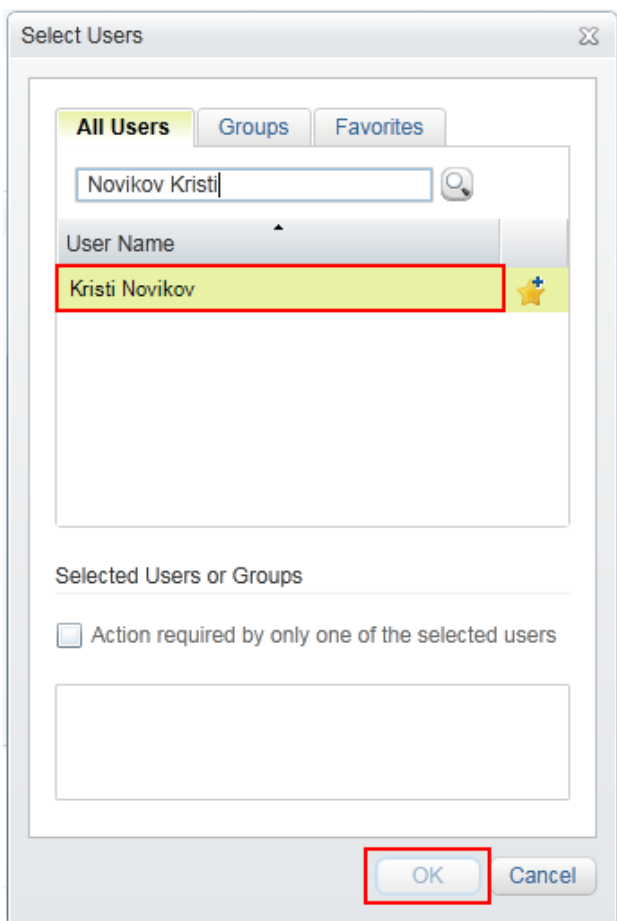 Select Users
All Users Groups Favorites
Novikov Kristi
User Name
Kristi Novikov
Selected Users or Groups
Action required by only one of the selected users
OK Cancel